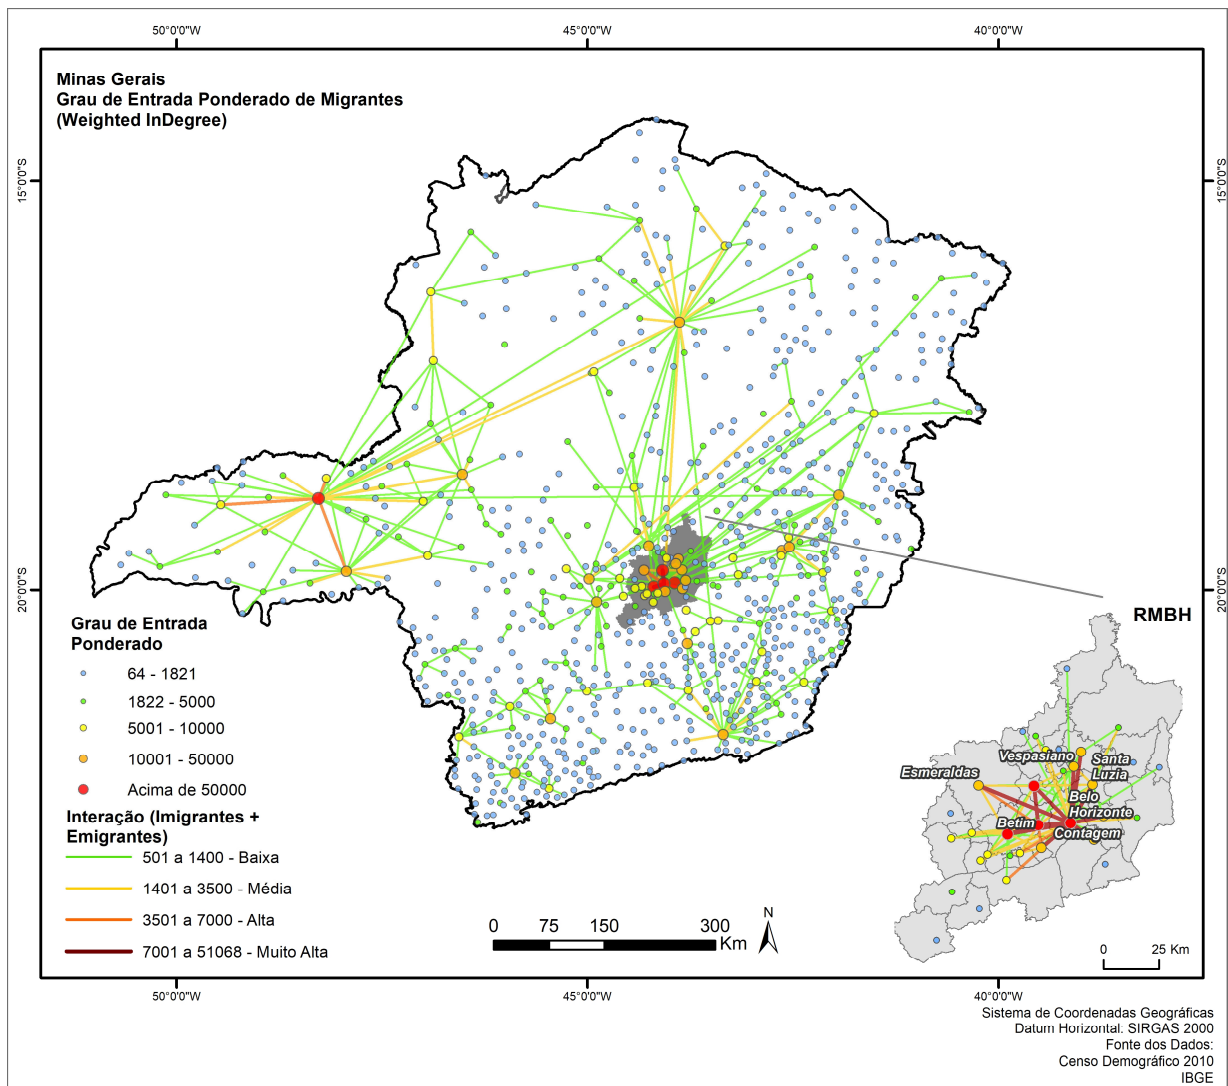 50°0'0"W
45°0'0"W
40°0'0"W
Minas Gerais
Grau de Entrada Ponderado de Migrantes
(Weighted InDegree)
15°0'0"S
15°0'0"S
20°0'0"S
20°0'0"S
RMBH
Grau de Entrada
Ponderado
64 - 1821
1822 - 5000
5001 - 10000
10001 - 50000
Acima de 50000
Interação (Imigrantes +
Emigrantes)
501 a 1400 - Baixa
1401 a 3500 - Média
3501 a 7000 - Alta
7001 a 51068 - Muito Alta
0 75 150 300
Km
N
Vespasiano
Santa
Luzia
Esmeraldas
Belo
Horizonte
Betim
Contagem
0 25 Km
50°0'0"W
45°0'0"W
40°0'0"W
Sistema de Coordenadas Geográficas
Datum Horizontal: SIRGAS 2000
Fonte dos Dados:
Censo Demográfico 2010
IBGE